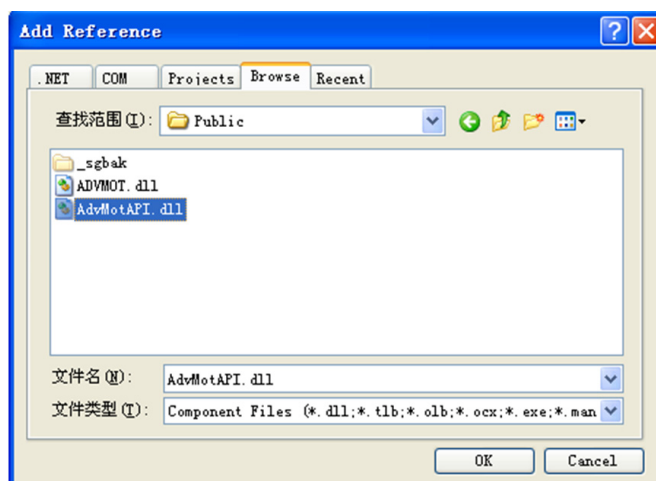 Add Reference
.NET COM Projects Browse Recent
查找范围(I): Public
_sgbak
ADVMOT.dll
AdvMotAPI.dll
文件名(N): AdvMotAPI.dll
文件类型(T): Component Files (*.dll;*.tlb;*.olb;*.ocx;*.exe;*.man
OK Cancel